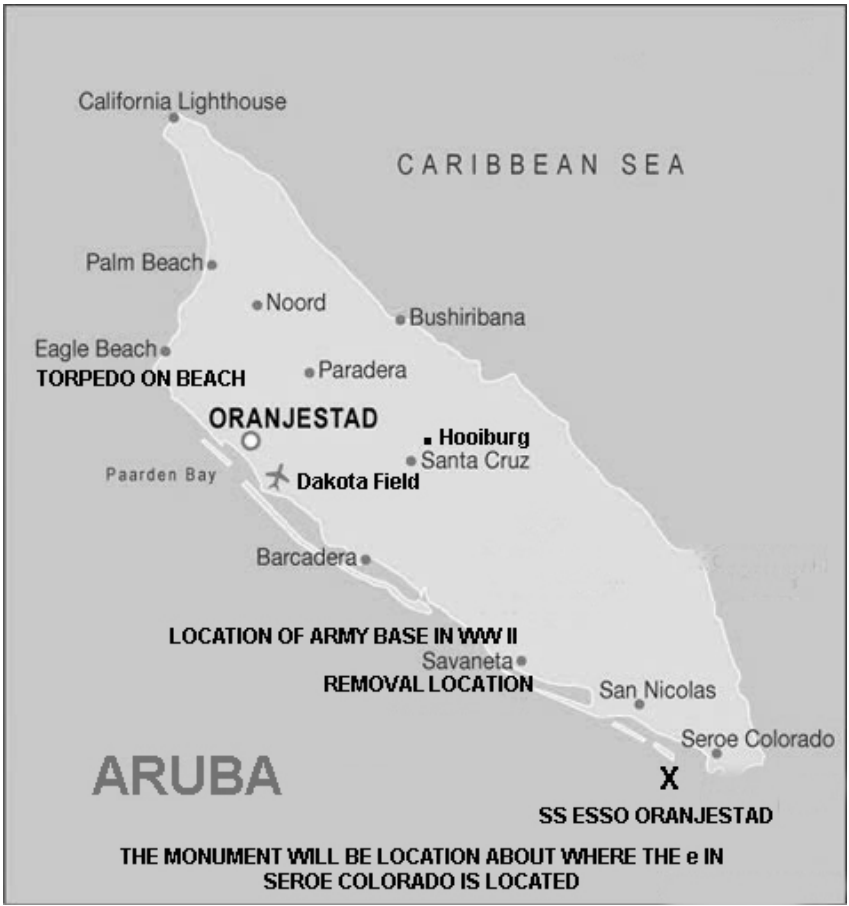 California Lighthouse
CARIBBEAN SEA
Palm Beach
Noord
Bushiribana
Eagle Beach
TORPEDO ON BEACH
Paradera
ORANJESTAD
Hooiburg
Santa Cruz
Paarden Bay
Dakota Field
Barcadera
LOCATION OF ARMY BASE IN WW II
Savaneta
REMOVAL LOCATION
San Nicolas
Seroe Colorado
ARUBA
X
SS ESSO ORANJESTAD
THE MONUMENT WILL BE LOCATION ABOUT WHERE THE e IN
SEROE COLORADO IS LOCATED